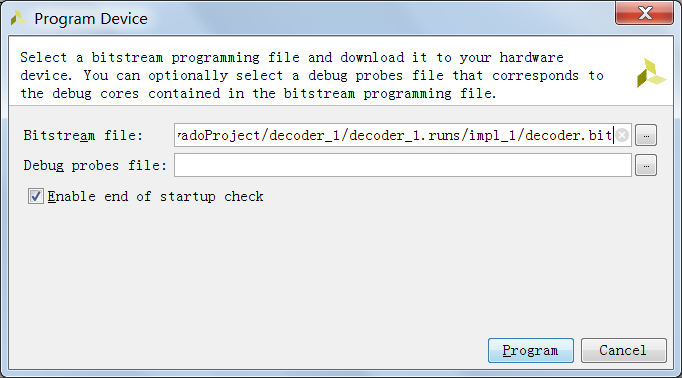 Program Device
Select a bitstream programming file and download it to your hardware
device. You can optionally select a debug probes file that corresponds to
the debug cores contained in the bitstream programming file.
Bitstream file: vadoProject/decoder_1/decoder_1.runs/impl_1/decoder.bit ...
Debug probes file: ...
Enable end of startup check
Program Cancel